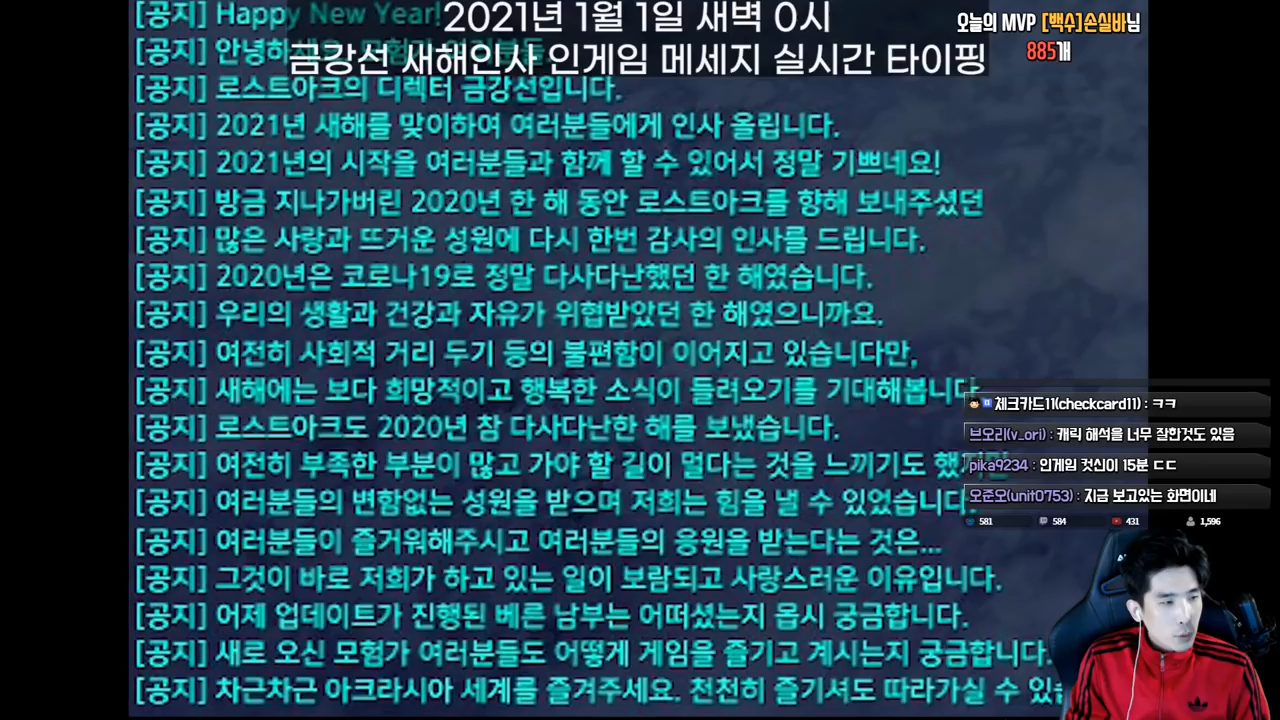 [공지] Happy New Year!
2021년 1월 1일 새벽 0시
금강선 새해인사 인게임 메세지 실시간 타이핑
오늘의 MVP [백수]손실바님
885개
[공지] 안녕하
[공지] 로스트아크의 디렉터 금강선입니다.
[공지] 2021년 새해를 맞이하여 여러분들에게 인사 올립니다.
[공지] 2021년의 시작을 여러분들과 함께 할 수 있어서 정말 기쁘네요!
[공지] 방금 지나가버린 2020년 한 해 동안 로스트아크를 향해 보내주셨던
[공지] 많은 사랑과 뜨거운 성원에 다시 한번 감사의 인사를 드립니다.
[공지] 2020년은 코로나19로 정말 다사다난했던 한 해였습니다.
[공지] 우리의 생활과 건강과 자유가 위협받았던 한 해였으니까요.
[공지] 여전히 사회적 거리 두기 등의 불편함이 이어지고 있습니다만,
[공지] 새해에는 보다 희망적이고 행복한 소식이 들려오기를 기대해봅니다.
[공지] 로스트아크도 2020년 참 다사다난한 해를 보냈습니다.
[공지] 여전히 부족한 부분이 많고 가야 할 길이 멀다는 것을 느끼기도
[공지] 여러분들의 변함없는 성원을 받으며 저희는 힘을 낼 수 있었습니다.
[공지] 여러분들이 즐거워해주시고 여러분들의 응원을 받는다는 것은...
[공지] 그것이 바로 저희가 하고 있는 일이 보람되고 사랑스러운 이유입니다.
[공지] 어제 업데이트가 진행된 베른 남부는 어떠셨는지 몹시 궁금합니다.
[공지] 새로 오신 모험가 여러분들도 어떻게 게임을 즐기고 계시는지 궁금합니다.
[공지] 차근차근 아크라시아 세계를 즐겨주세요. 천천히 즐기셔도 따라가실 수
체크카드11(checkcard11) : ㅋㅋ
브오리(v_ori) : 캐릭 해석을 너무 잘한것도 있음
pika9234 : 인게임 컷신이 15분 ㄷㄷ
오준오(unit0753) : 지금 보고있는 화면이네
581 584 431 1,596